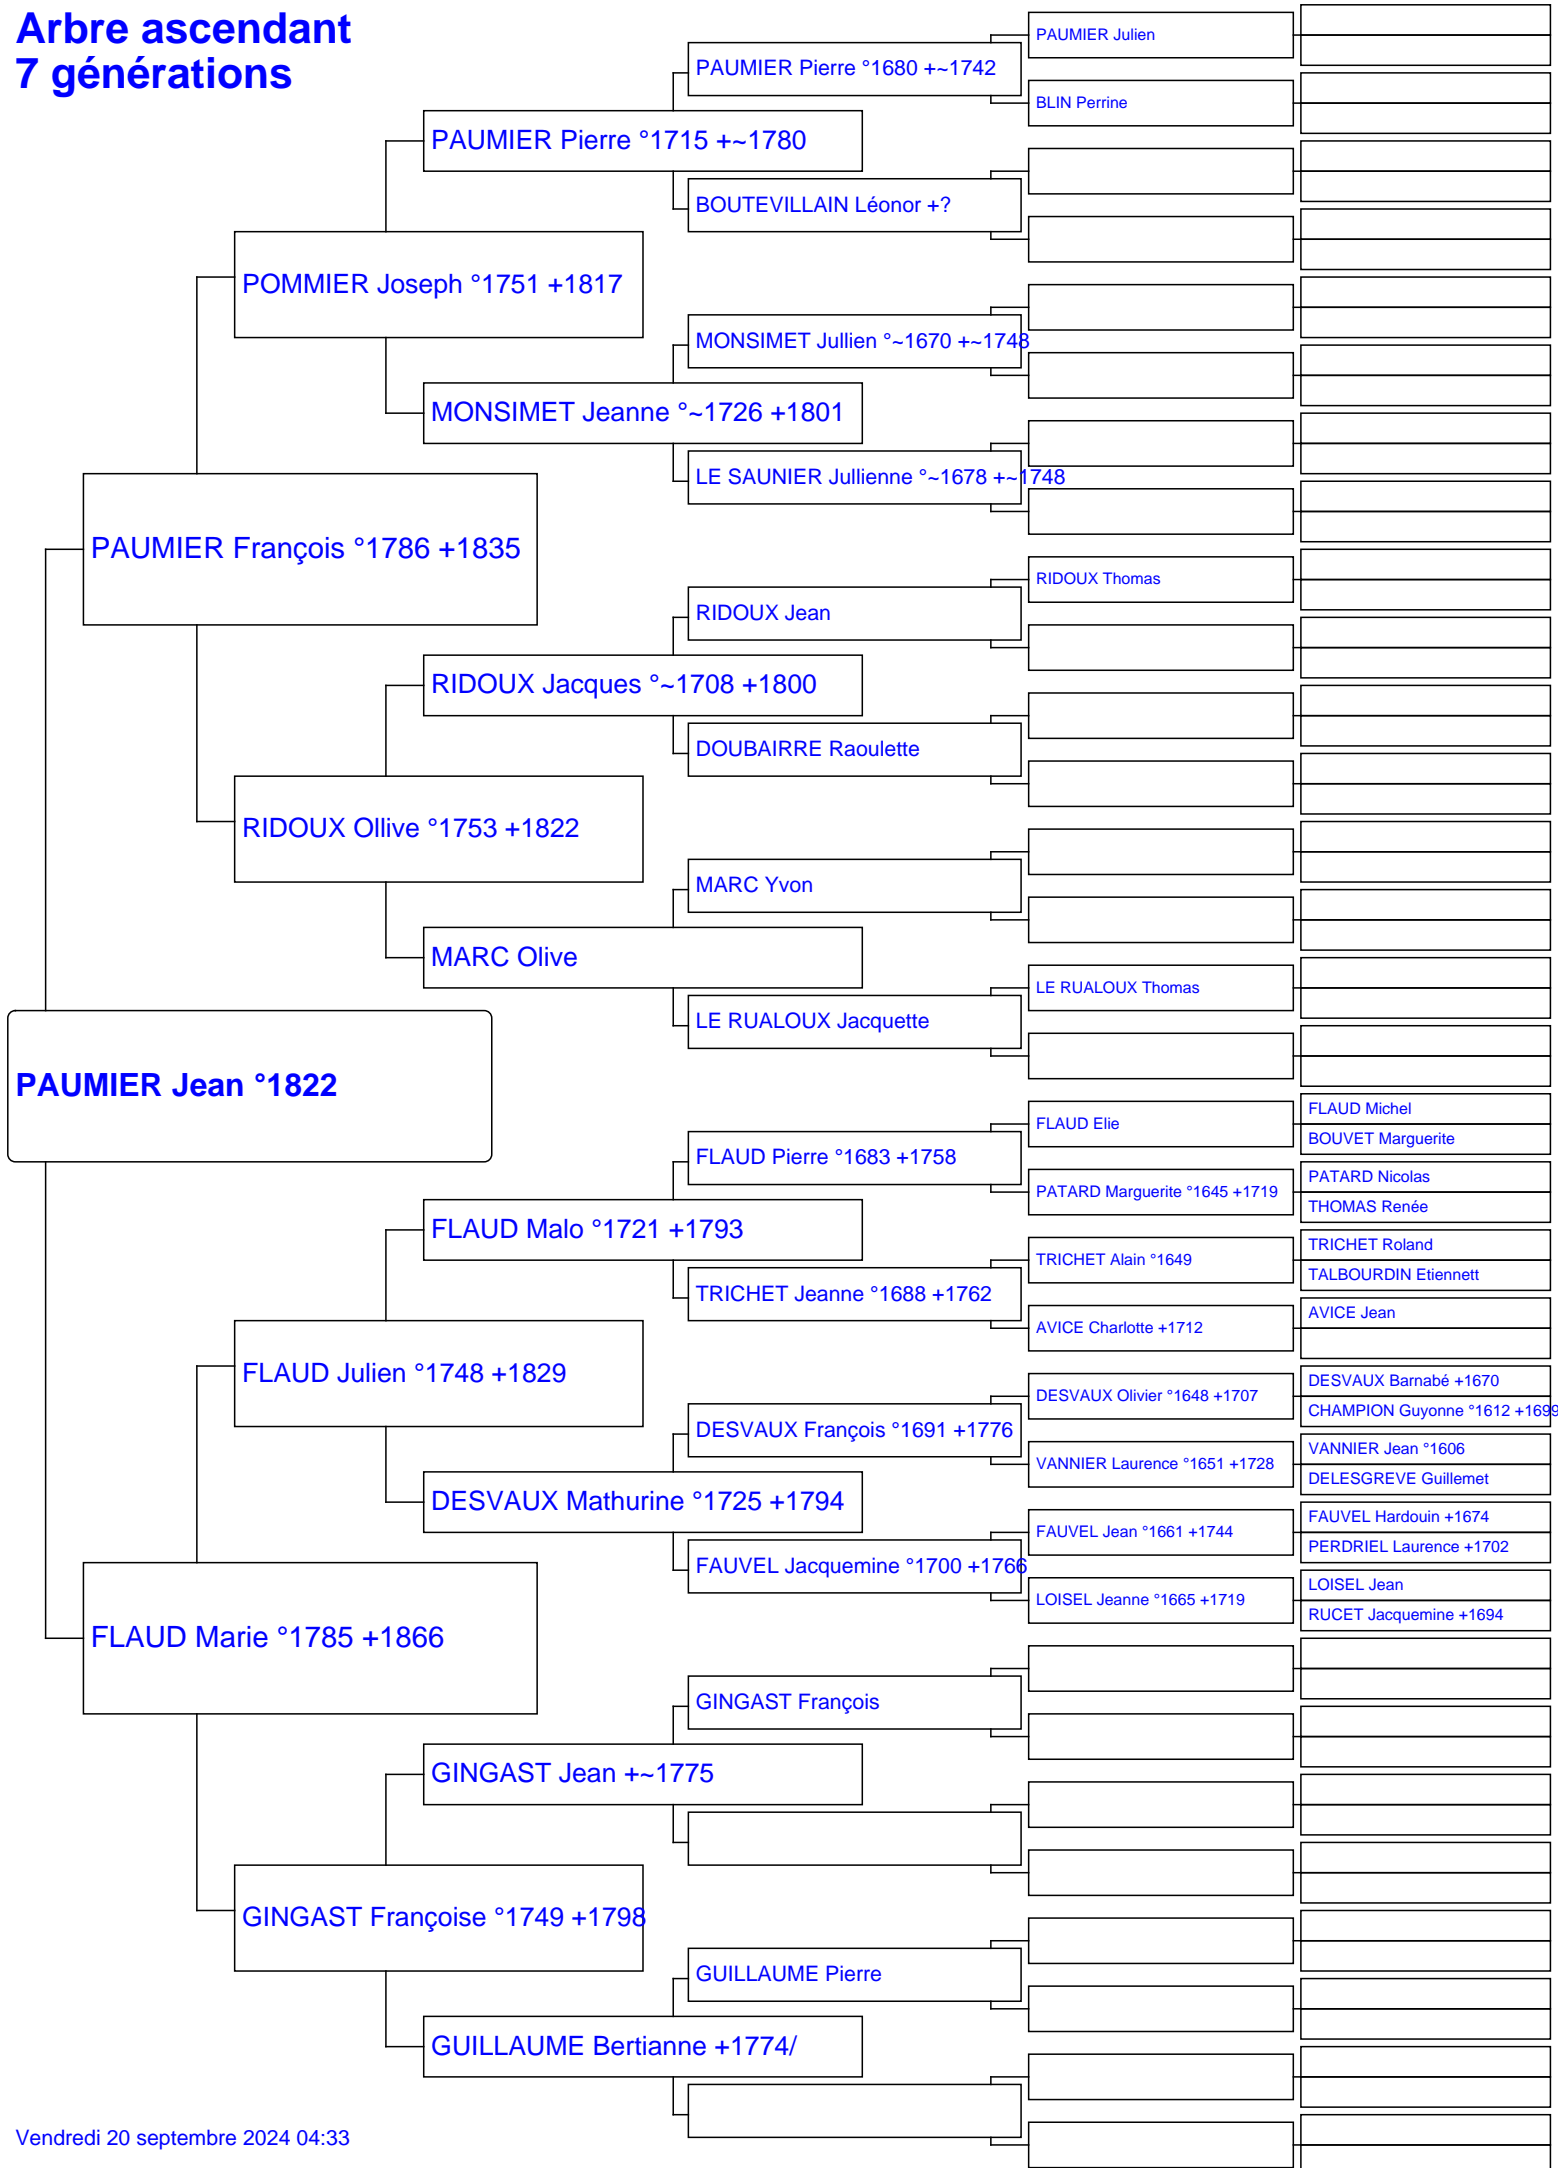 Arbre ascendant
7 générations
PAUMIER Jean °1822
PAUMIER François °1786 +1835
FLAUD Marie °1785 +1866
POMMIER Joseph °1751 +1817
RIDOUX Ollive °1753 +1822
FLAUD Julien °1748 +1829
GINGAST Françoise °1749 +1798
PAUMIER Pierre °1715 +~1780
MONSIMET Jeanne °~1726 +1801
RIDOUX Jacques °~1708 +1800
MARC Olive
FLAUD Malo °1721 +1793
DESVAUX Mathurine °1725 +1794
GINGAST Jean +~1775
GUILLAUME Bertianne +1774/
PAUMIER Pierre °1680 +~1742
BOUTEVILLAIN Léonor +?
MONSIMET Jullien °~1670 +~1748
LE SAUNIER Jullienne °~1678 +~1748
RIDOUX Jean
DOUBAIRRE Raoulette
MARC Yvon
LE RUALOUX Jacquette
FLAUD Pierre °1683 +1758
TRICHET Jeanne °1688 +1762
DESVAUX François °1691 +1776
FAUVEL Jacquemine °1700 +1766
GINGAST François
GUILLAUME Pierre
PAUMIER Julien
BLIN Perrine
RIDOUX Thomas
LE RUALOUX Thomas
FLAUD Elie
PATARD Marguerite °1645 +1719
TRICHET Alain °1649
AVICE Charlotte +1712
DESVAUX Olivier °1648 +1707
VANNIER Laurence °1651 +1728
FAUVEL Jean °1661 +1744
LOISEL Jeanne °1665 +1719
FLAUD Michel
BOUVET Marguerite
PATARD Nicolas
THOMAS Renée
TRICHET Roland
TALBOURDIN Etiennett
AVICE Jean
DESVAUX Barnabé +1670
CHAMPION Guyonne °1612 +1699
VANNIER Jean °1606
DELESGREVE Guillemet
FAUVEL Hardouin +1674
PERDRIEL Laurence +1702
LOISEL Jean
RUCET Jacquemine +1694
Vendredi 20 septembre 2024 04:33